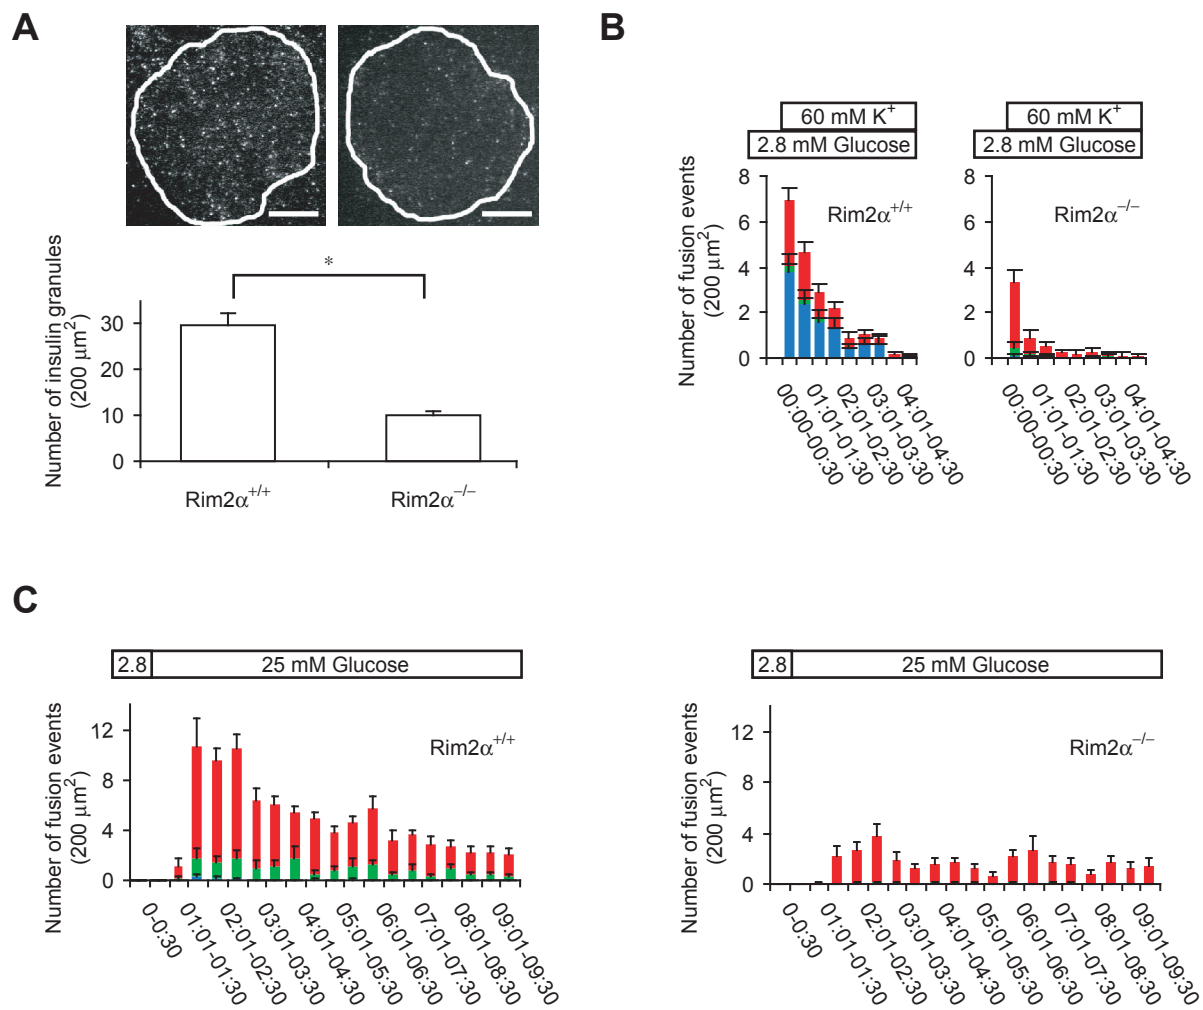 A
*
Number of insulin granules
(200 μm²)
30
20
10
0
Rim2α⁺/⁺
Rim2α⁻/⁻
B
60 mM K⁺
2.8 mM Glucose
Number of fusion events
(200 μm²)
8
6
4
2
0
Rim2α⁺/⁺
00:00-00:30
01:01-01:30
02:01-02:30
03:01-03:30
04:01-04:30
60 mM K⁺
2.8 mM Glucose
8
6
4
2
0
Rim2α⁻/⁻
00:00-00:30
01:01-01:30
02:01-02:30
03:01-03:30
04:01-04:30
C
2.8
25 mM Glucose
Number of fusion events
(200 μm²)
12
8
4
0
Rim2α⁺/⁺
0-0:30
01:01-01:30
02:01-02:30
03:01-03:30
04:01-04:30
05:01-05:30
06:01-06:30
07:01-07:30
08:01-08:30
09:01-09:30
2.8
25 mM Glucose
Number of fusion events
(200 μm²)
12
8
4
0
Rim2α⁻/⁻
0-0:30
01:01-01:30
02:01-02:30
03:01-03:30
04:01-04:30
05:01-05:30
06:01-06:30
07:01-07:30
08:01-08:30
09:01-09:30